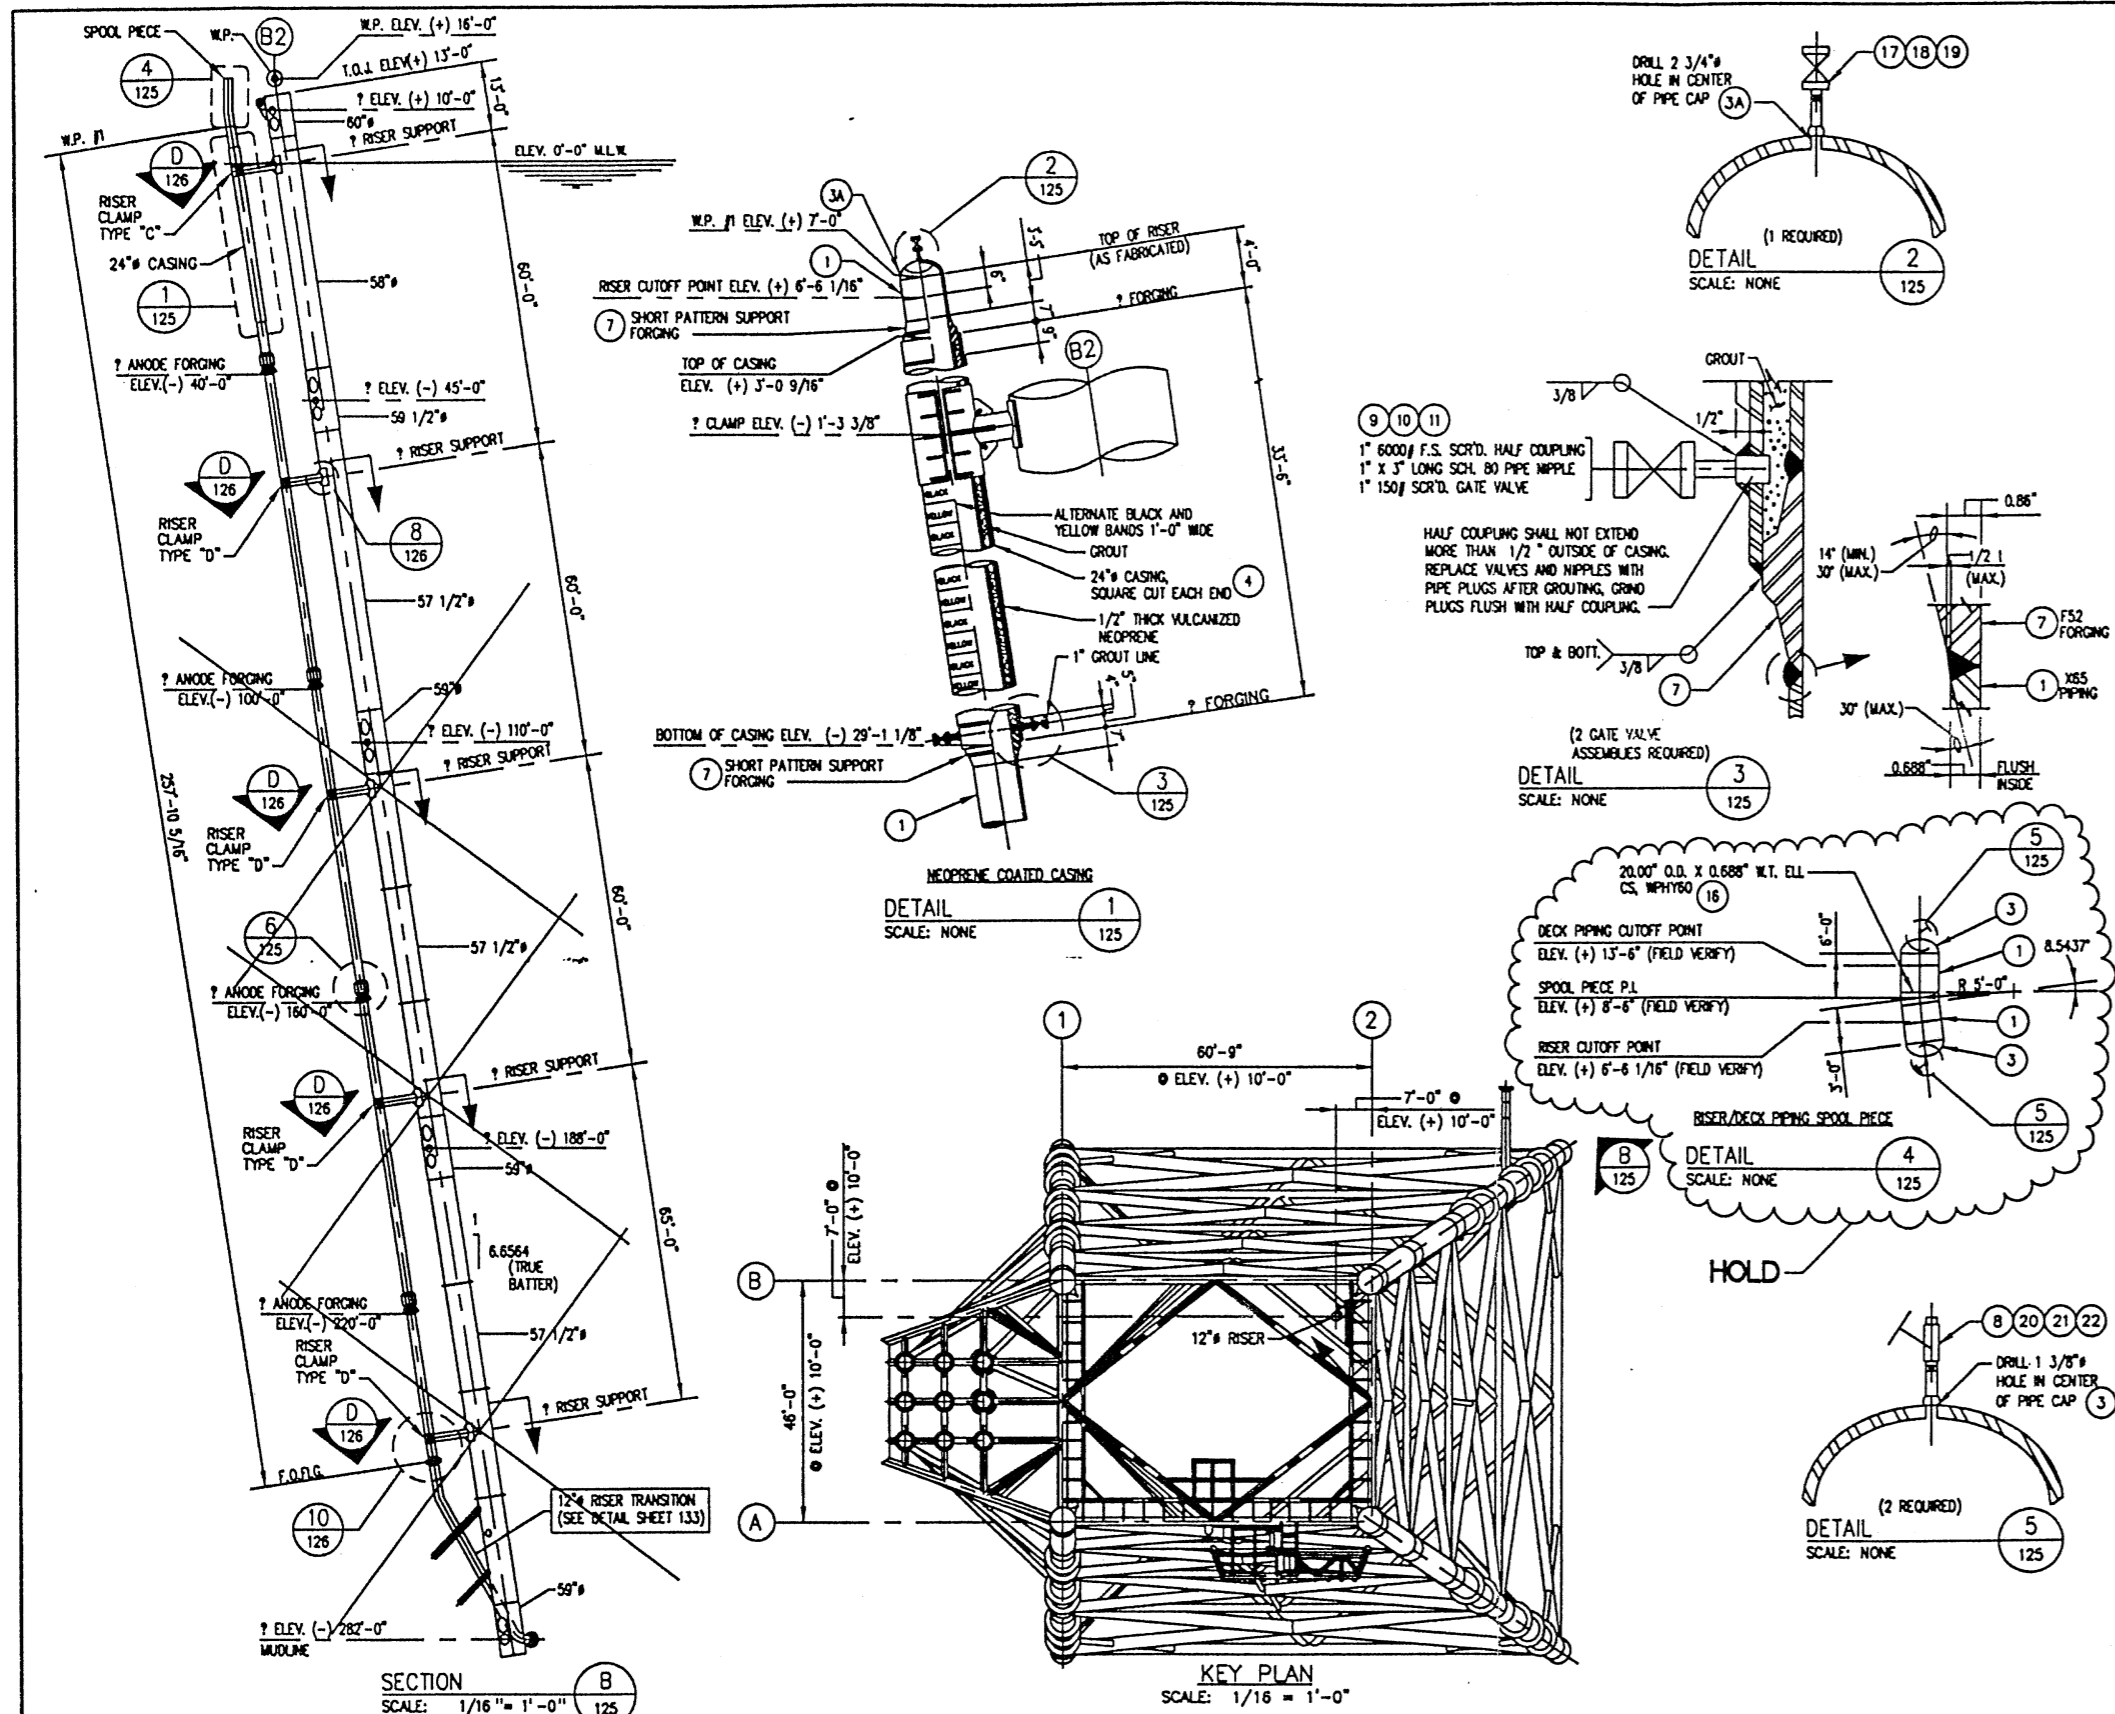 SPOOL PIECE
W.P.
B2
W.P. ELEV. (+) 16'-0"
T.O.J. ELEV(+) 13'-0"
4
125
? ELEV. (+) 10'-0"
60"ø
13'-0"
? RISER SUPPORT
W.P. #1
D
126
ELEV. 0'-0" M.L.W.
RISER
CLAMP
TYPE "C"
24"ø CASING
58"ø
60'-0"
1
125
? ANODE FORGING
ELEV.(-) 40'-0"
? ELEV. (-) 45'-0"
59 1/2"ø
? RISER SUPPORT
D
126
RISER
CLAMP
TYPE "D"
8
126
57 1/2"ø
60'-0"
? ANODE FORGING
ELEV.(-) 100'-0"
59"ø
? ELEV. (-) 110'-0"
? RISER SUPPORT
257'-10 5/16"
D
126
RISER
CLAMP
TYPE "D"
60'-0"
6
125
57 1/2"ø
? ANODE FORGING
ELEV.(-) 160'-0"
? RISER SUPPORT
D
126
RISER
CLAMP
TYPE "D"
? ELEV. (-) 188'-0"
59"ø
65'-0"
1
6.6564
(TRUE
BATTER)
? ANODE FORGING
ELEV.(-) 220'-0"
57 1/2"ø
RISER
CLAMP
TYPE "D"
? RISER SUPPORT
D
126
F.O.FLG.
10
126
12"ø RISER TRANSITION
(SEE DETAIL SHEET 133)
59"ø
? ELEV. (-) 282'-0"
MUDLINE
SECTION
SCALE: 1/16 "= 1'-0"
B
125
2
125
3A
W.P. #1 ELEV. (+) 7'-0"
1
TOP OF RISER
(AS FABRICATED)
3'-5"
6"
4'-0"
RISER CUTOFF POINT ELEV. (+) 6'-6 1/16"
? FORGING
7
SHORT PATTERN SUPPORT
FORGING
7"
9"
TOP OF CASING
ELEV. (+) 3'-0 9/16"
B2
? CLAMP ELEV. (-) 1'-3 3/8"
33'-6"
BLACK
YELLOW
BLACK
ALTERNATE BLACK AND
YELLOW BANDS 1'-0" WIDE
GROUT
24"ø CASING,
SQUARE CUT EACH END
4
BLACK
YELLOW
BLACK
YELLOW
BLACK
YELLOW
1/2" THICK VULCANIZED
NEOPRENE
1" GROUT LINE
4"
5"
7"
? FORGING
BOTTOM OF CASING ELEV. (-) 29'-1 1/8"
7
SHORT PATTERN SUPPORT
FORGING
3
125
1
NEOPRENE COATED CASING
DETAIL
SCALE: NONE
1
125
DRILL 2 3/4"ø
HOLE IN CENTER
OF PIPE CAP
3A
17 18 19
(1 REQUIRED)
DETAIL
SCALE: NONE
2
125
GROUT
3/8
1/2"
9 10 11
1" 6000# F.S. SCR'D. HALF COUPLING
1" X 3" LONG SCH. 80 PIPE NIPPLE
1" 150# SCR'D. GATE VALVE
HALF COUPLING SHALL NOT EXTEND
MORE THAN 1/2 " OUTSIDE OF CASING.
REPLACE VALVES AND NIPPLES WITH
PIPE PLUGS AFTER GROUTING, GRIND
PLUGS FLUSH WITH HALF COUPLING.
TOP & BOTT.
3/8
7
0.86"
14° (MIN.)
30° (MAX.)
1/2 t
(MAX.)
7
F52
FORGING
1
X65
PIPING
30° (MAX.)
0.688"
FLUSH
INSIDE
(2 GATE VALVE
ASSEMBLIES REQUIRED)
DETAIL
SCALE: NONE
3
125
20.00" O.D. X 0.688" W.T. ELL
CS, WPHY60
16
5
125
3
DECK PIPING CUTOFF POINT
ELEV. (+) 13'-6" (FIELD VERIFY)
6'-0"
1
8.5437°
SPOOL PIECE P.I.
ELEV. (+) 8'-6" (FIELD VERIFY)
R 5'-0"
1
RISER CUTOFF POINT
ELEV. (+) 6'-6 1/16" (FIELD VERIFY)
3'-0"
3
5
125
RISER/DECK PIPING SPOOL PIECE
DETAIL
SCALE: NONE
4
125
HOLD
8 20 21 22
DRILL 1 3/8"ø
HOLE IN CENTER
OF PIPE CAP
3
(2 REQUIRED)
DETAIL
SCALE: NONE
5
125
1
2
60'-9"
@ ELEV. (+) 10'-0"
7'-0" @
ELEV. (+) 10'-0"
7'-0" @
ELEV. (+) 10'-0"
B
125
B
12"ø RISER
46'-0"
@ ELEV. (+) 10'-0"
A
KEY PLAN
SCALE: 1/16 = 1'-0"